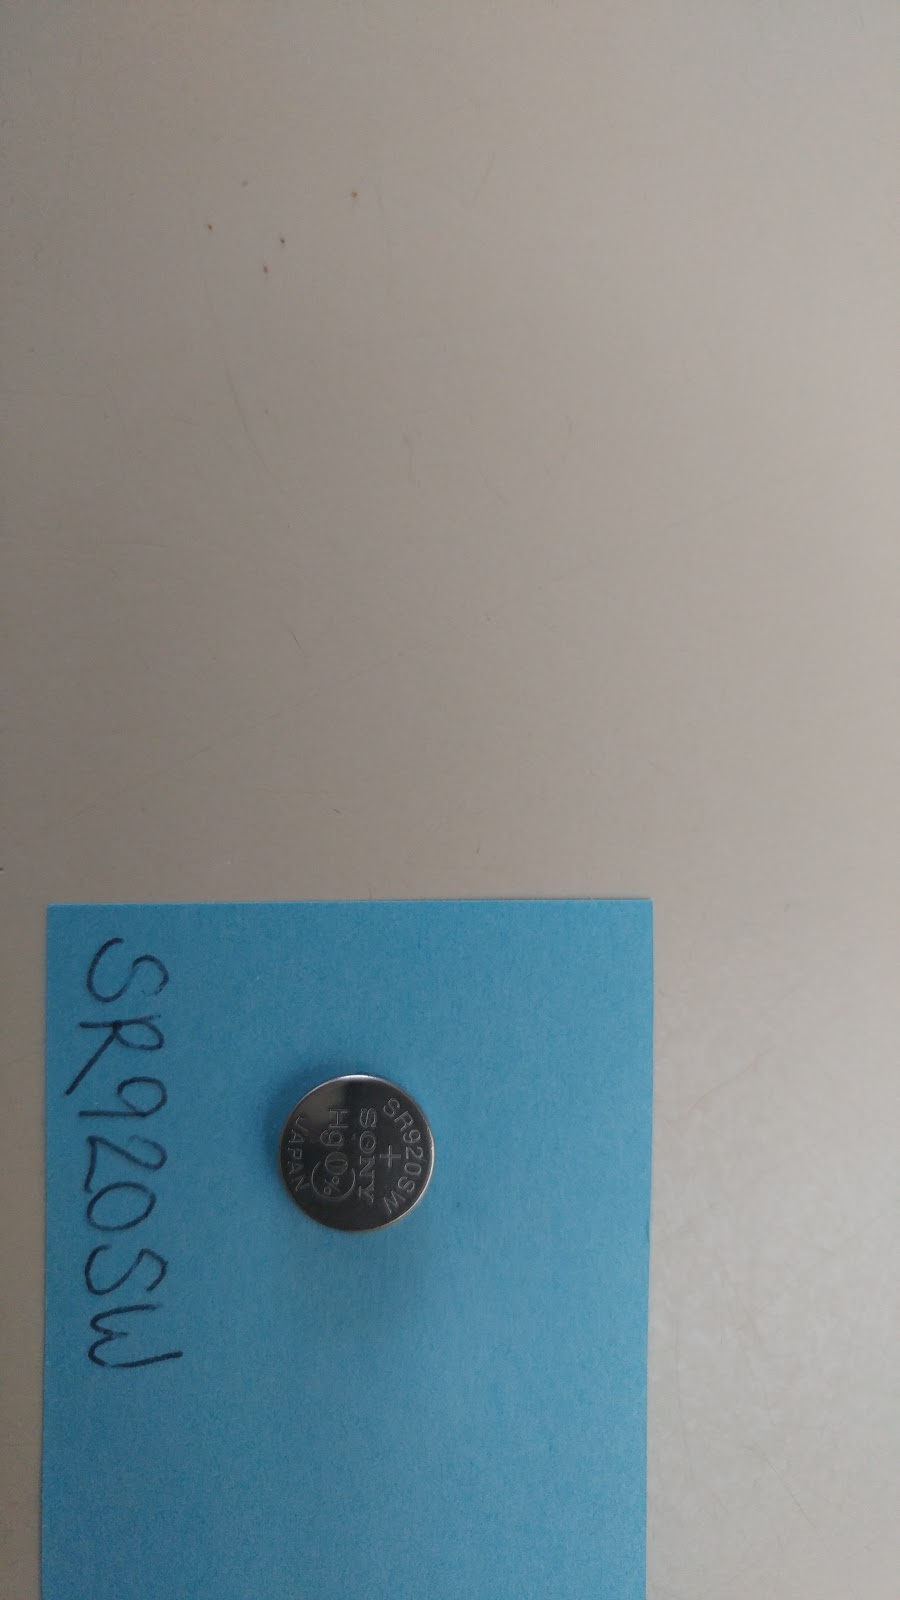 SR920SW
SR920SW
+
SONY
Hg0%
JAPAN